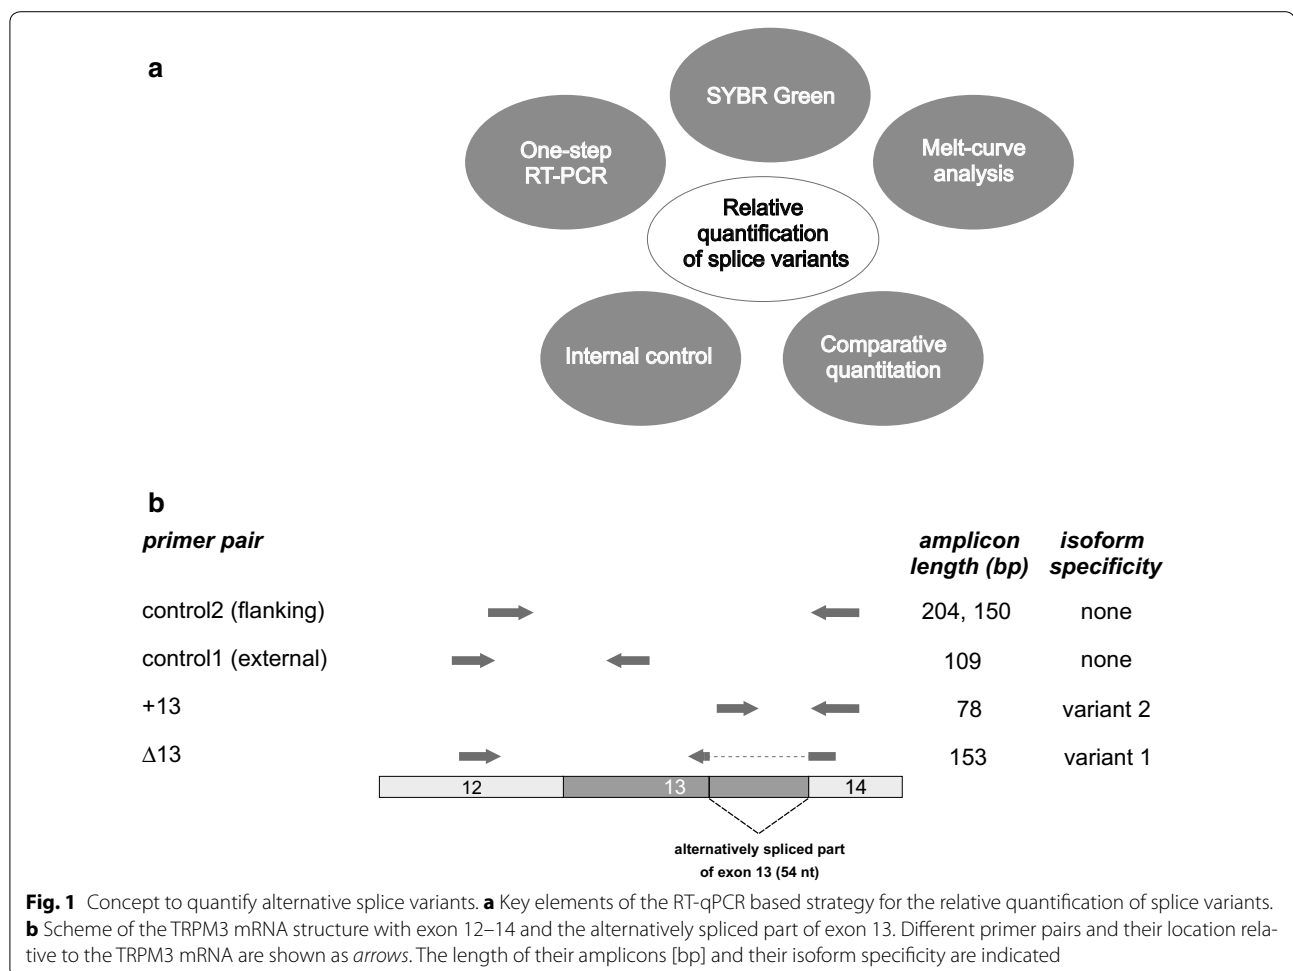 a
SYBR Green
One-step
RT-PCR
Melt-curve
analysis
Relative
quantification
of splice variants
Internal control
Comparative
quantitation
b
primer pair
amplicon
length (bp)
isoform
specificity
control2 (flanking)
204, 150
none
control1 (external)
109
none
+13
78
variant 2
Δ13
153
variant 1
12
13
14
alternatively spliced part
of exon 13 (54 nt)
Fig. 1 Concept to quantify alternative splice variants. a Key elements of the RT-qPCR based strategy for the relative quantification of splice variants.
b Scheme of the TRPM3 mRNA structure with exon 12–14 and the alternatively spliced part of exon 13. Different primer pairs and their location rela-
tive to the TRPM3 mRNA are shown as arrows. The length of their amplicons [bp] and their isoform specificity are indicated